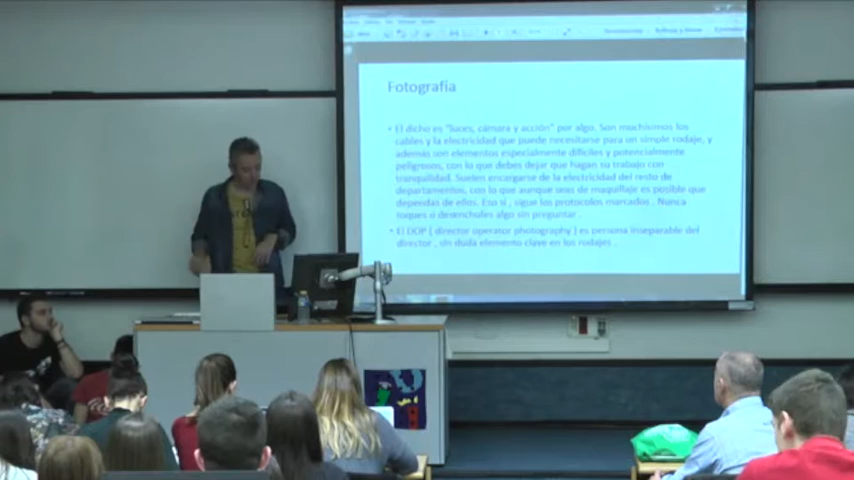 Fotografía
• El dicho es "luces, cámara y acción" por algo. Son muchísimos los
cables y la electricidad que puede necesitarse para un simple rodaje, y
además son elementos especialmente difíciles y potencialmente
peligrosos, con lo que debes dejar que hagan su trabajo con
tranquilidad. Suelen encargarse de la electricidad del resto de
departamentos, con lo que aunque seas de maquillaje es posible que
dependas de ellos. Eso sí, sigue los protocolos marcados. Nunca
toques o desenchufes algo sin preguntar.
• El DOP ( director operator photography ) es persona inseparable del
director, sin duda elemento clave en los rodajes.